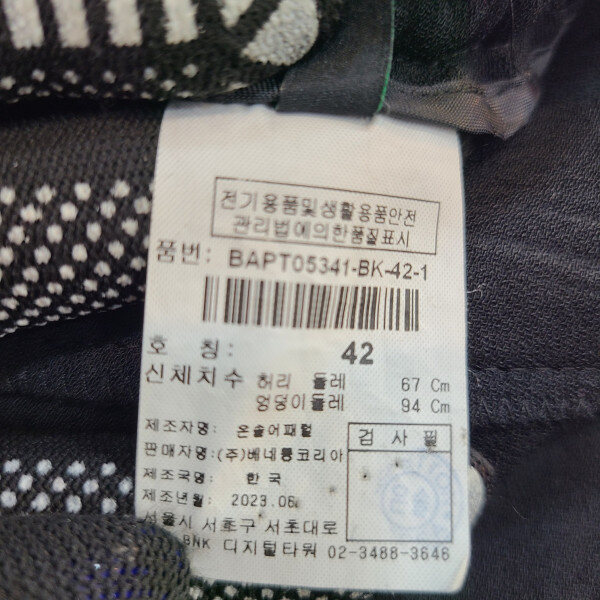 전기용품및생활용품안전
관리법에의한품질표시
품번: BAPT05341-BK-42-1
호 칭: 42
신체치수 허리 둘레 67 Cm
엉덩이둘레 94 Cm
제조자명: 온솔어패럴
판매자명:(주)베네통코리아
제조국명: 한국
제조년월: 2023.06
검 사 필
서울시 서초구 서초대로
BNK 디지털타워 02-3488-3646